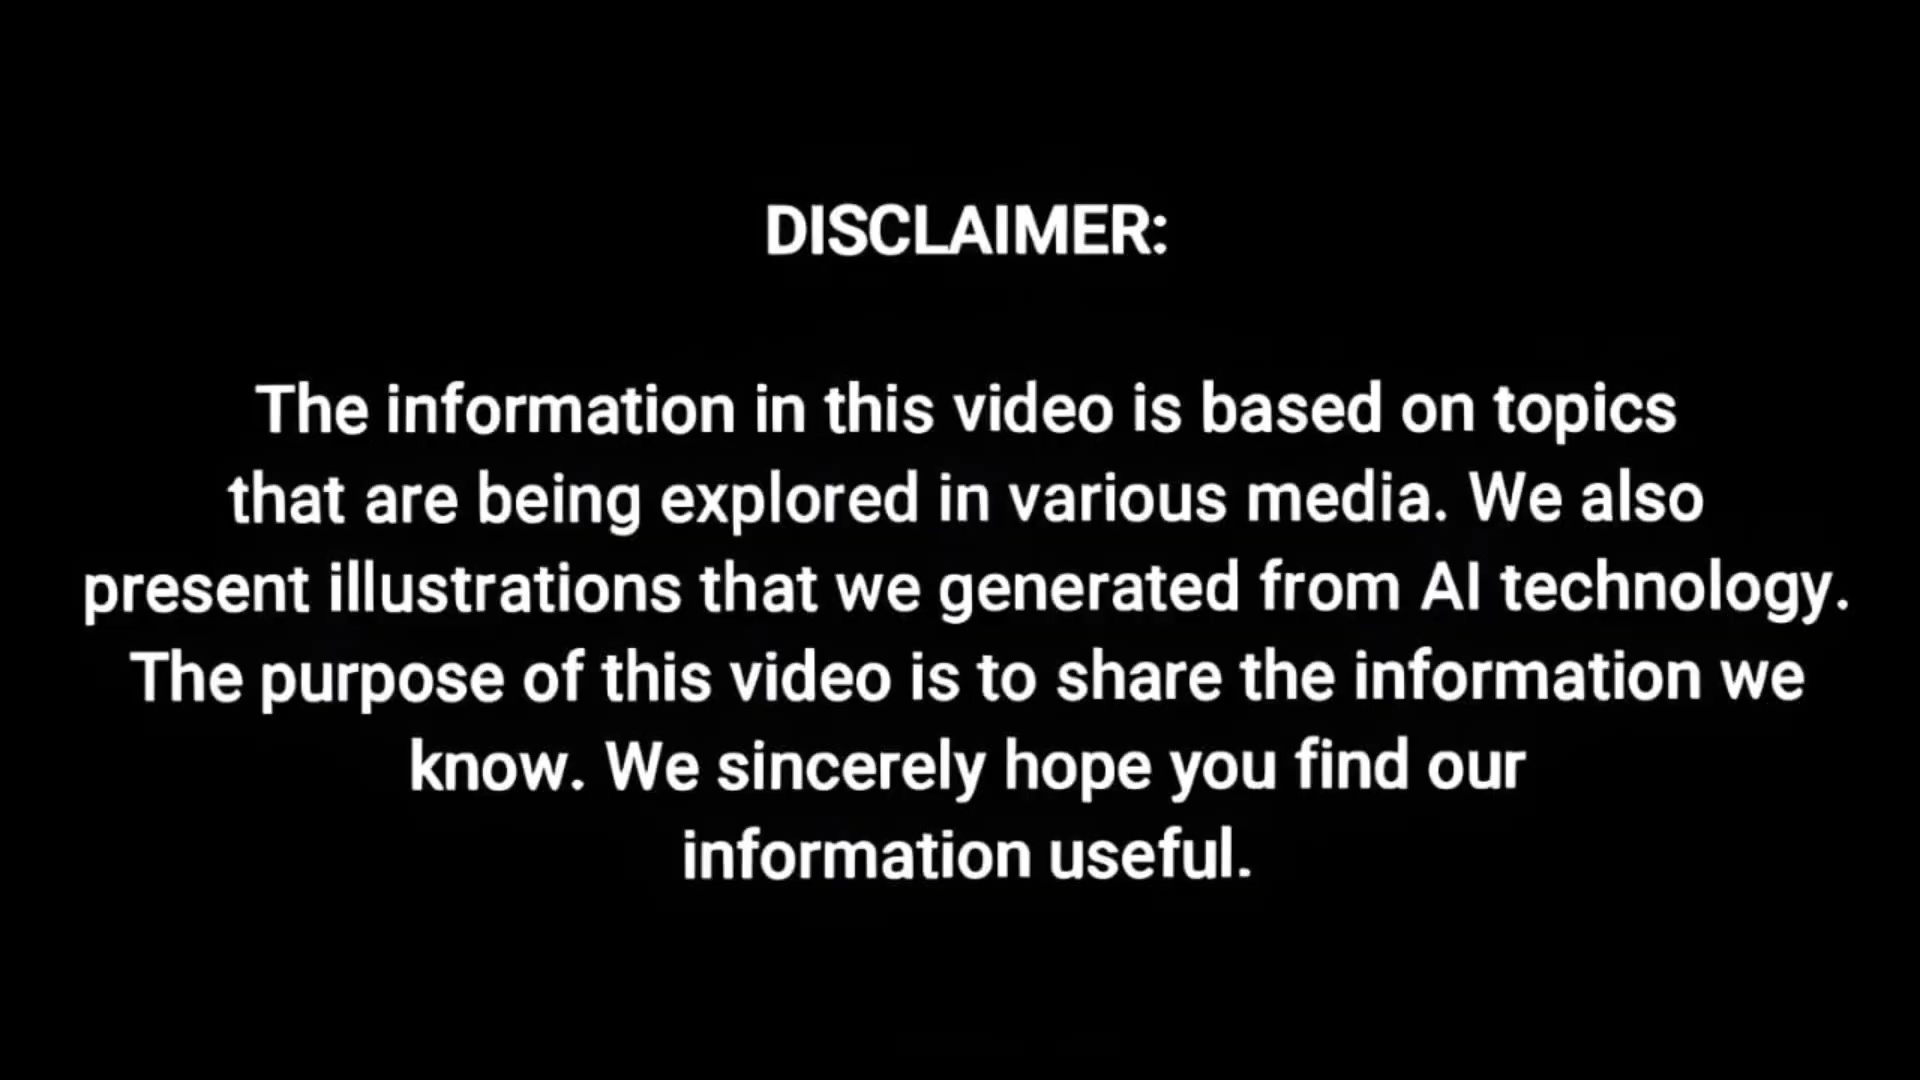 DISCLAIMER:
The information in this video is based on topics
that are being explored in various media. We also
present illustrations that we generated from AI technology.
The purpose of this video is to share the information we
know. We sincerely hope you find our
information useful.